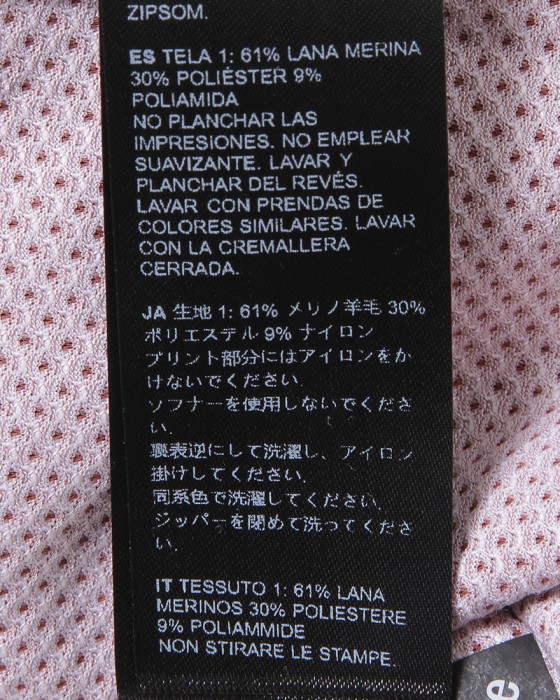 ZIPSOM.
ES TELA 1: 61% LANA MERINA
30% POLIÉSTER 9%
POLIAMIDA
NO PLANCHAR LAS
IMPRESIONES. NO EMPLEAR
SUAVIZANTE. LAVAR Y
PLANCHAR DEL REVÉS.
LAVAR CON PRENDAS DE
COLORES SIMILARES. LAVAR
CON LA CREMALLERA
CERRADA.
JA 生地 1: 61% メリノ羊毛 30%
ポリエステル 9% ナイロン
プリント部分にはアイロンをか
けないでください.
ソフナーを使用しないでくださ
い.
裏表逆にして洗濯し、アイロン
掛けしてください.
同系色で洗濯してください.
ジッパーを閉めて洗ってくださ
い.
IT TESSUTO 1: 61% LANA
MERINOS 30% POLIESTERE
9% POLIAMMIDE
NON STIRARE LE STAMPE.
e